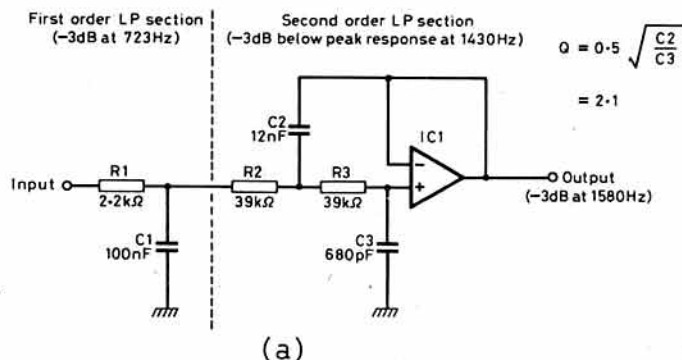 First order LP section
(-3dB at 723Hz)
Second order LP section
(-3dB below peak response at 1430Hz)
Q = 0·5 √ C2
C3
= 2·1
C2
12nF
IC1
Input
R1
2·2kΩ
R2
39kΩ
R3
39kΩ
−
+
Output
(-3dB at 1580Hz)
C1
100nF
C3
680pF
(a)